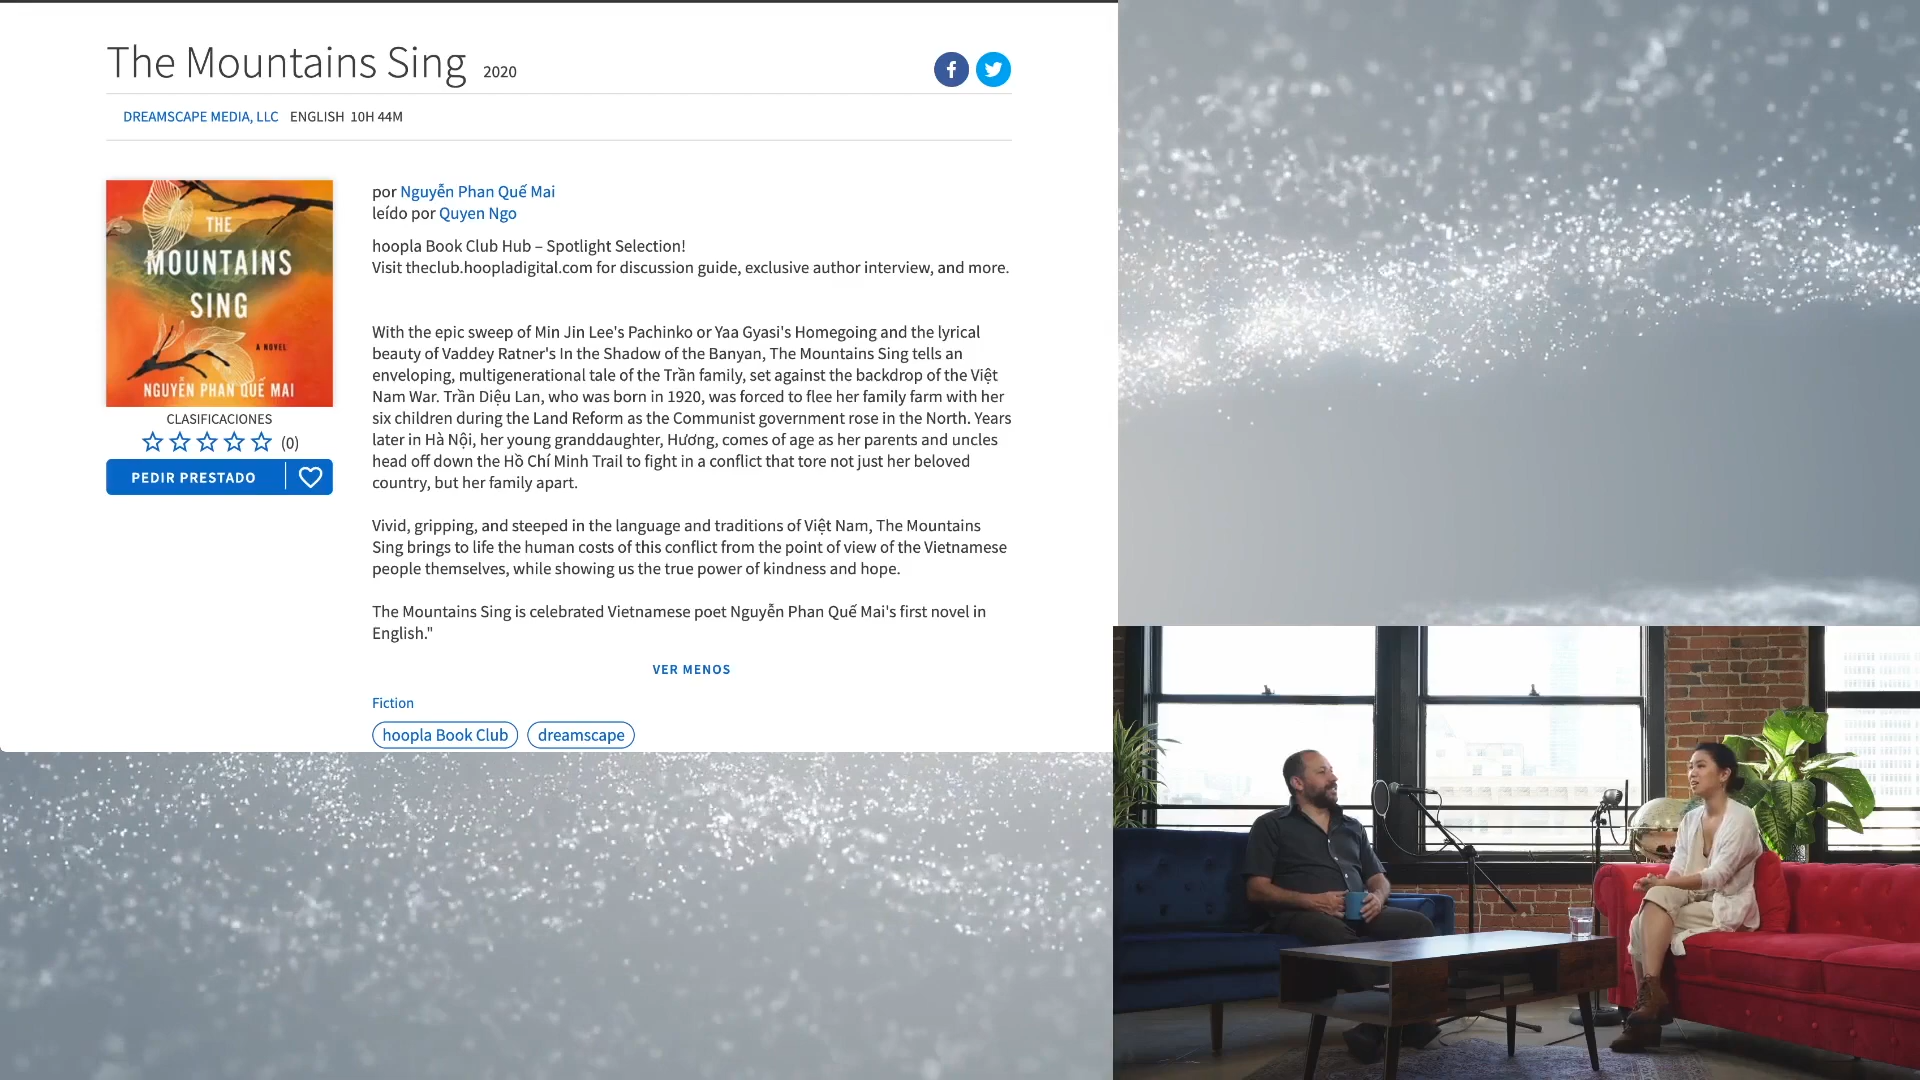 The Mountains Sing 2020
DREAMSCAPE MEDIA, LLC ENGLISH 10H 44M
THE
MOUNTAINS
SING
A NOVEL
NGUYỄN PHAN QUẾ MAI
CLASIFICACIONES
(0)
PEDIR PRESTADO
por Nguyễn Phan Quế Mai
leído por Quyen Ngo
hoopla Book Club Hub – Spotlight Selection!
Visit theclub.hoopladigital.com for discussion guide, exclusive author interview, and more.
With the epic sweep of Min Jin Lee's Pachinko or Yaa Gyasi's Homegoing and the lyrical
beauty of Vaddey Ratner's In the Shadow of the Banyan, The Mountains Sing tells an
enveloping, multigenerational tale of the Trần family, set against the backdrop of the Việt
Nam War. Trần Diệu Lan, who was born in 1920, was forced to flee her family farm with her
six children during the Land Reform as the Communist government rose in the North. Years
later in Hà Nội, her young granddaughter, Hương, comes of age as her parents and uncles
head off down the Hồ Chí Minh Trail to fight in a conflict that tore not just her beloved
country, but her family apart.
Vivid, gripping, and steeped in the language and traditions of Việt Nam, The Mountains
Sing brings to life the human costs of this conflict from the point of view of the Vietnamese
people themselves, while showing us the true power of kindness and hope.
The Mountains Sing is celebrated Vietnamese poet Nguyễn Phan Quế Mai's first novel in
English."
VER MENOS
Fiction
hoopla Book Club dreamscape